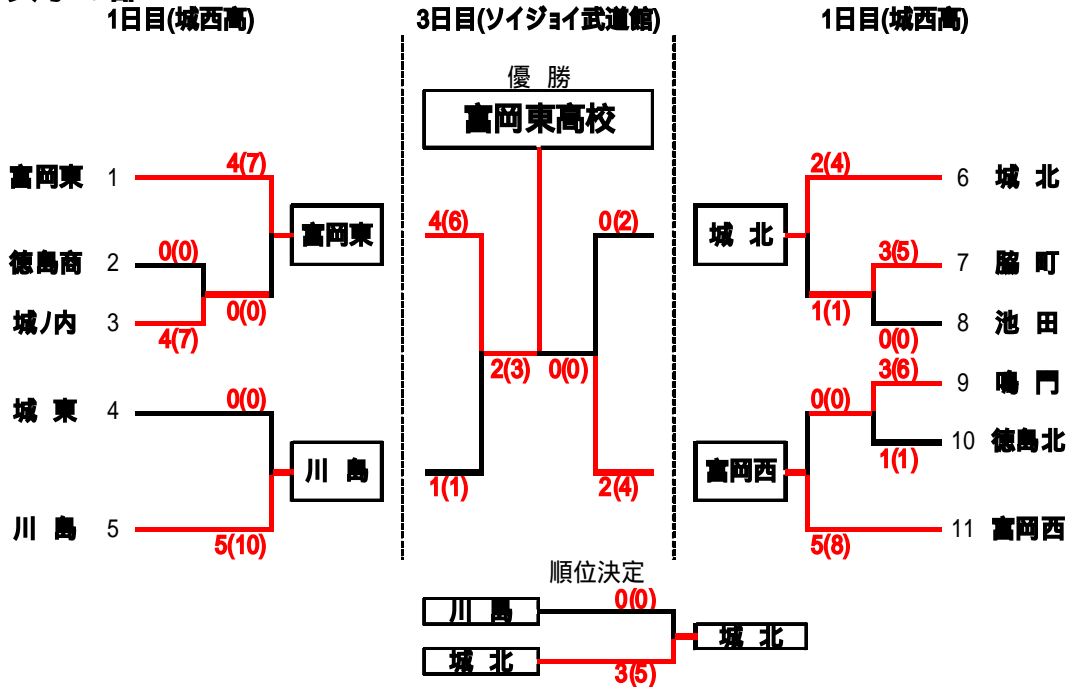 1日目(城西高)
3日目(ソイジョイ武道館)
1日目(城西高)
優 勝
富岡東高校
富岡東 1
4(7)
徳島商 2
0(0)
城ノ内 3
4(7)
0(0)
富岡東
城 東 4
0(0)
川 島 5
5(10)
川 島
4(6)
0(2)
2(3)
0(0)
1(1)
2(4)
城 北
2(4)
6 城 北
3(5)
7 脇 町
1(1)
8 池 田
0(0)
3(6)
9 鳴 門
0(0)
10 徳島北
1(1)
富岡西
11 富岡西
5(8)
順位決定
川 島
0(0)
城 北
城 北
3(5)